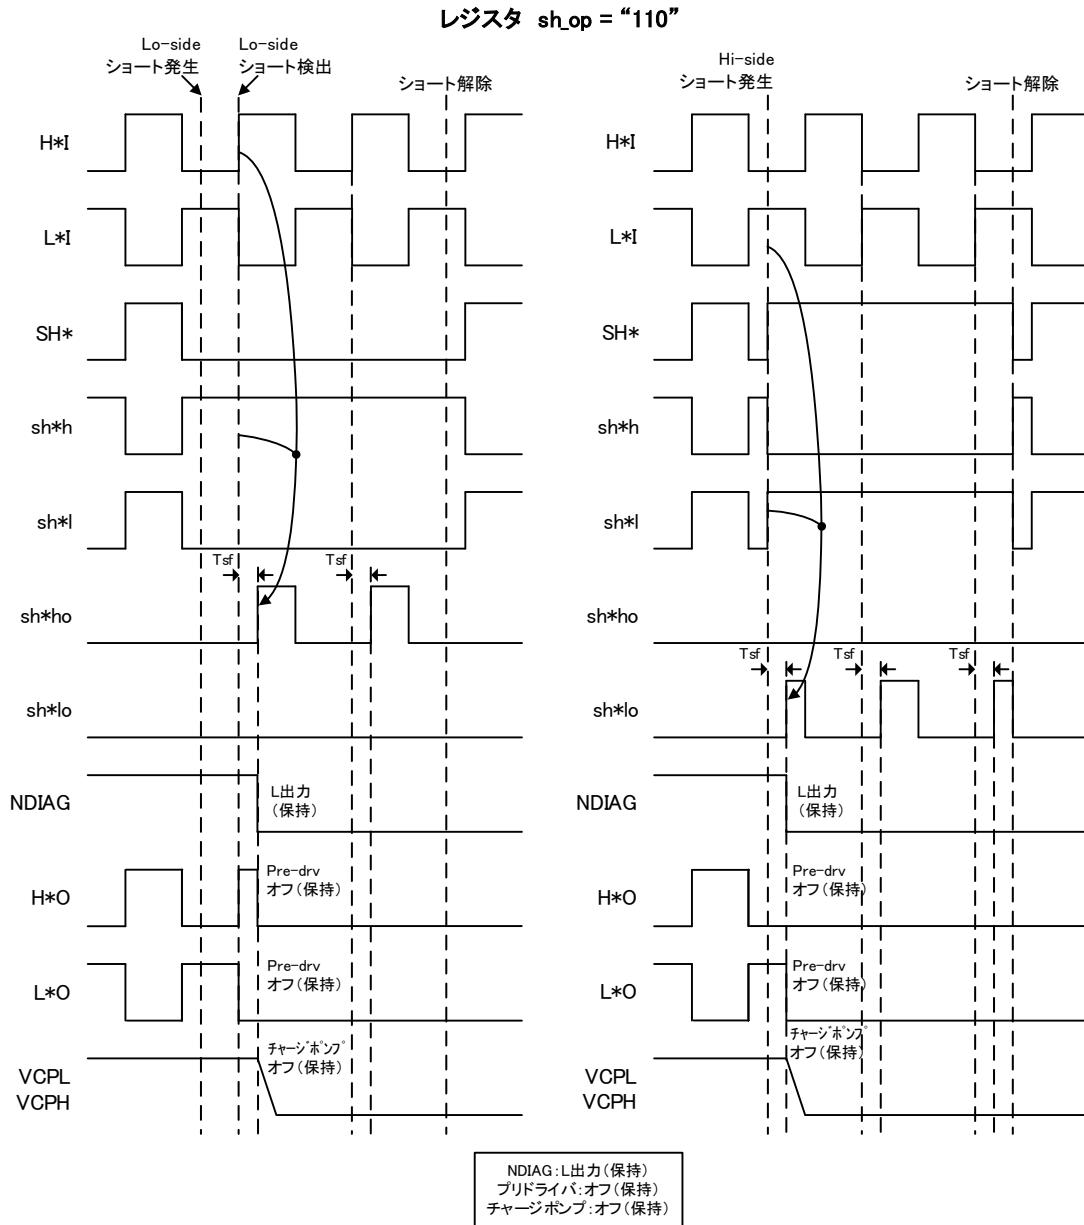 レジスタ sh_op = “110”
Lo-side
ショート発生
Lo-side
ショート検出
ショート解除
H*I
L*I
SH*
sh*h
sh*l
Tsf
Tsf
sh*ho
sh*lo
NDIAG
L出力
（保持）
H*O
Pre-drv
オフ（保持）
L*O
Pre-drv
オフ（保持）
VCPL
VCPH
チャージポンプ
オフ（保持）
Hi-side
ショート発生
ショート解除
H*I
L*I
SH*
sh*h
sh*l
sh*ho
Tsf
Tsf
Tsf
sh*lo
NDIAG
L出力
（保持）
H*O
Pre-drv
オフ（保持）
L*O
Pre-drv
オフ（保持）
VCPL
VCPH
チャージポンプ
オフ（保持）
NDIAG：L出力（保持）
プリドライバ：オフ（保持）
チャージポンプ：オフ（保持）